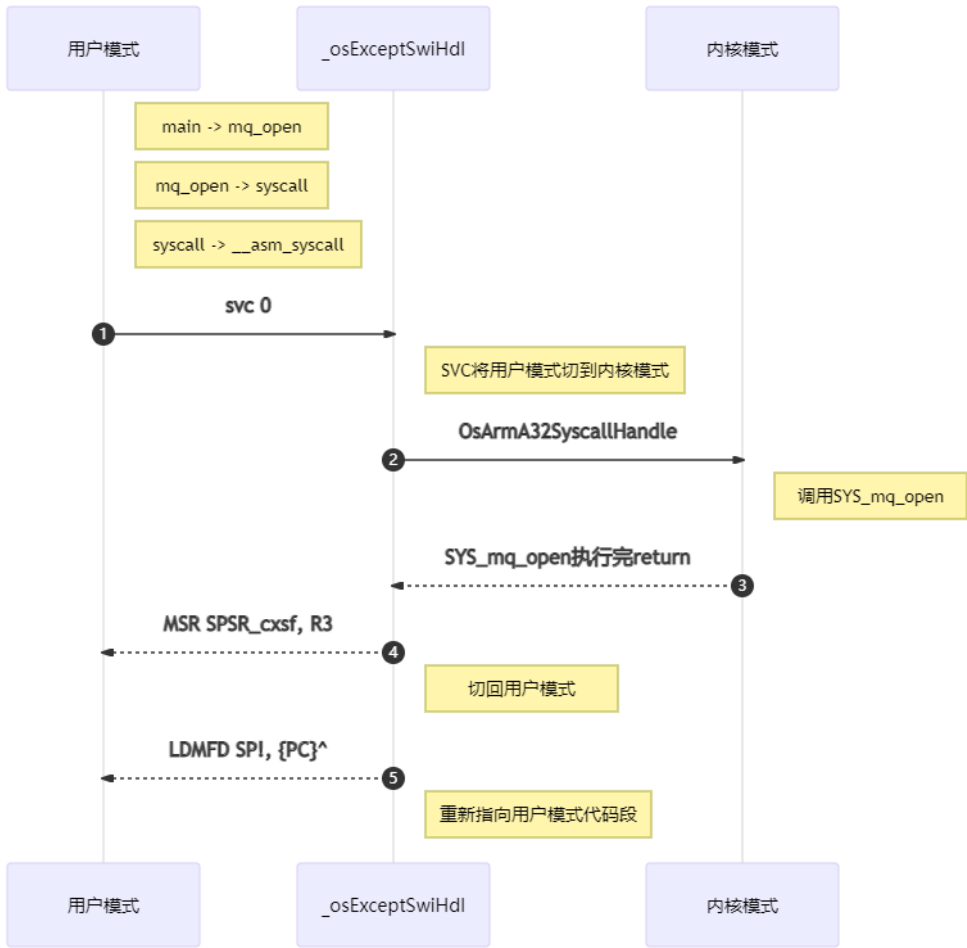 用户模式
_osExceptSwiHdl
内核模式
main -> mq_open
mq_open -> syscall
syscall -> __asm_syscall
svc 0
1
SVC将用户模式切到内核模式
OsArmA32SyscallHandle
2
调用SYS_mq_open
SYS_mq_open执行完return
3
MSR SPSR_cxsf, R3
4
切回用户模式
LDMFD SP!, {PC}^
5
重新指向用户模式代码段
用户模式
_osExceptSwiHdl
内核模式